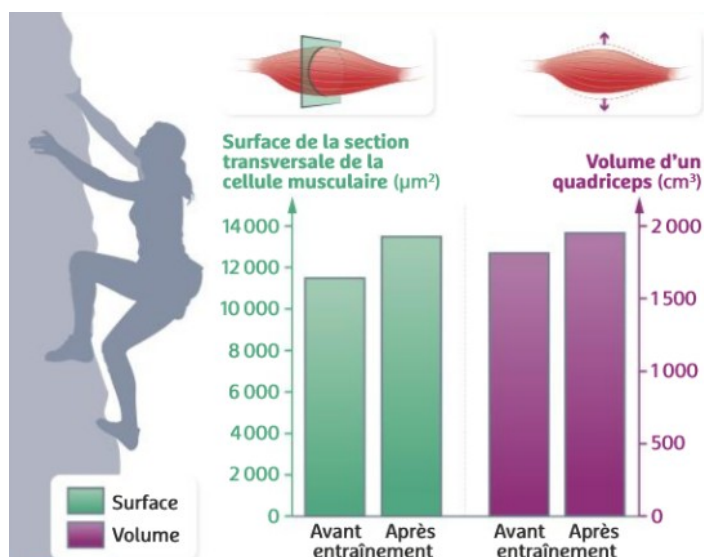 Surface de la section
transversale de la
cellule musculaire (µm²)
Volume d'un
quadriceps (cm³)
14 000
12 000
10 000
8 000
6 000
4 000
2 000
0
2 000
1 500
1 000
500
0
Avant Après
entraînement
Avant Après
entraînement
Surface
Volume